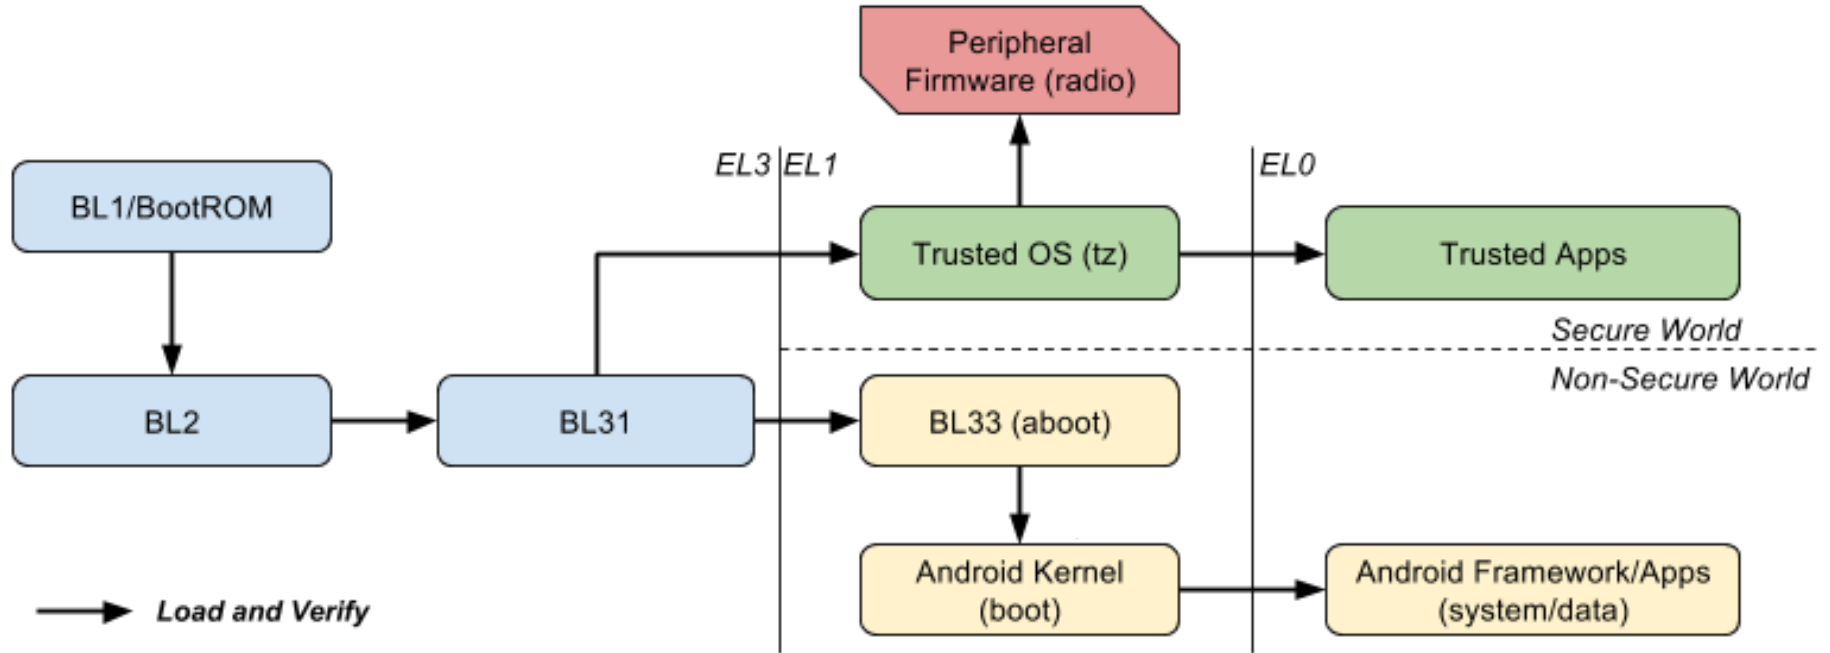 Peripheral
Firmware (radio)
EL3
EL1
EL0
BL1/BootROM
Trusted OS (tz)
Trusted Apps
Secure World
Non-Secure World
BL2
BL31
BL33 (aboot)
Android Kernel
(boot)
Android Framework/Apps
(system/data)
Load and Verify